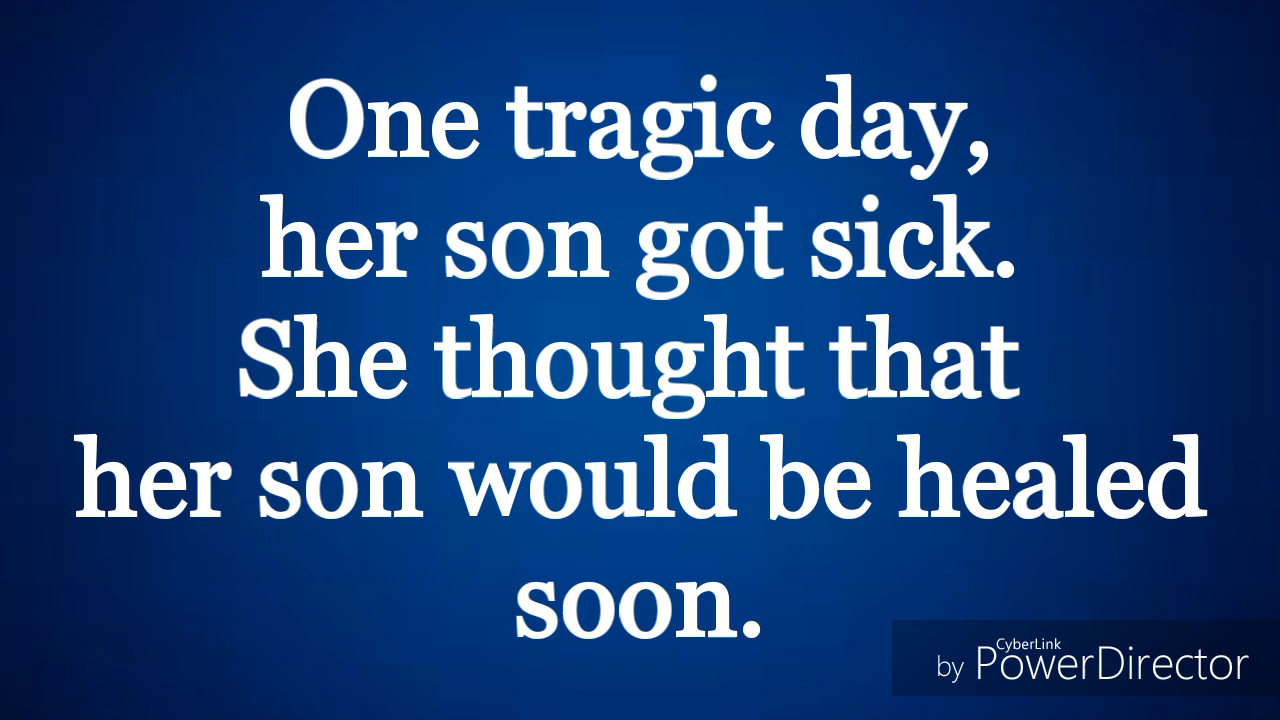 One tragic day,
her son got sick.
She thought that
her son would be healed
soon.
by CyberLink PowerDirector